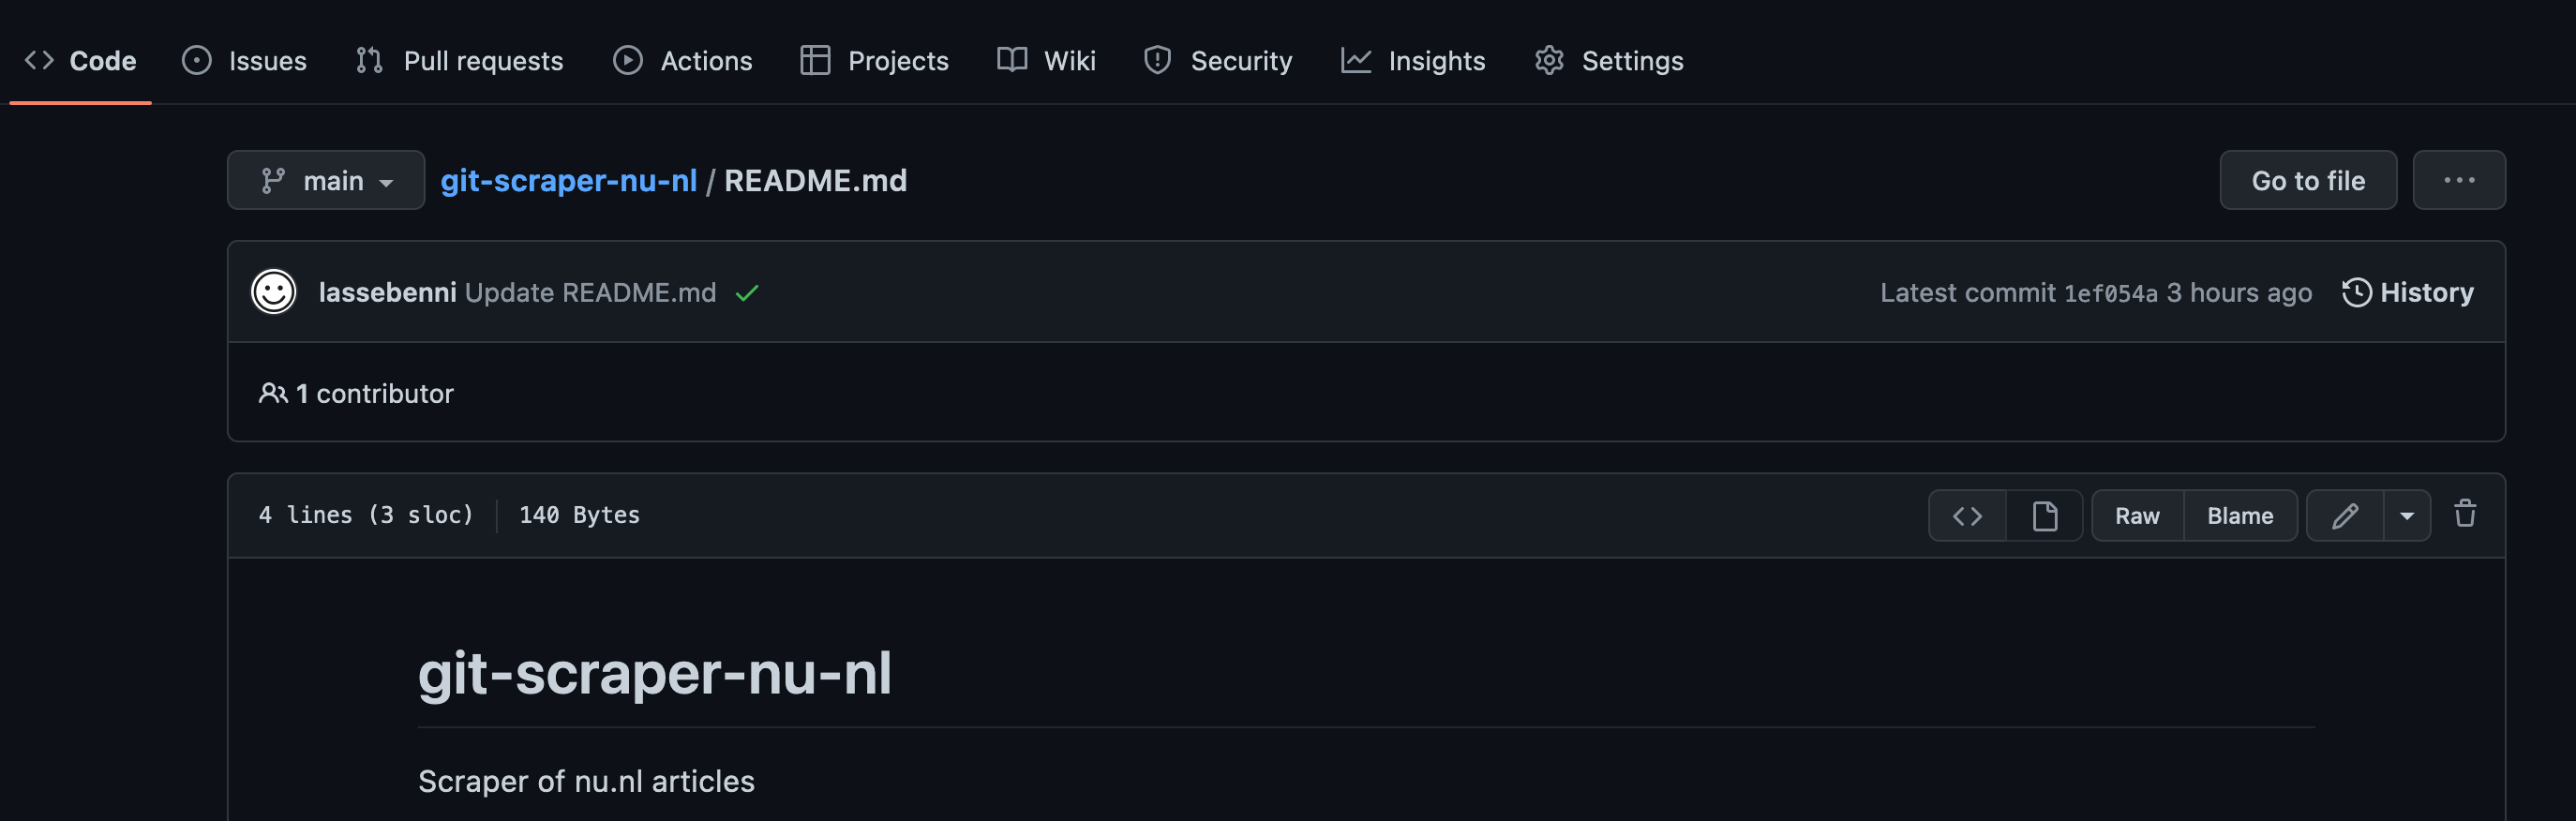 Code Issues Pull requests Actions Projects Wiki Security Insights Settings
main git-scraper-nu-nl / README.md Go to file ...
lassebenni Update README.md Latest commit 1ef054a 3 hours ago History
1 contributor
4 lines (3 sloc) 140 Bytes Raw Blame
git-scraper-nu-nl
Scraper of nu.nl articles